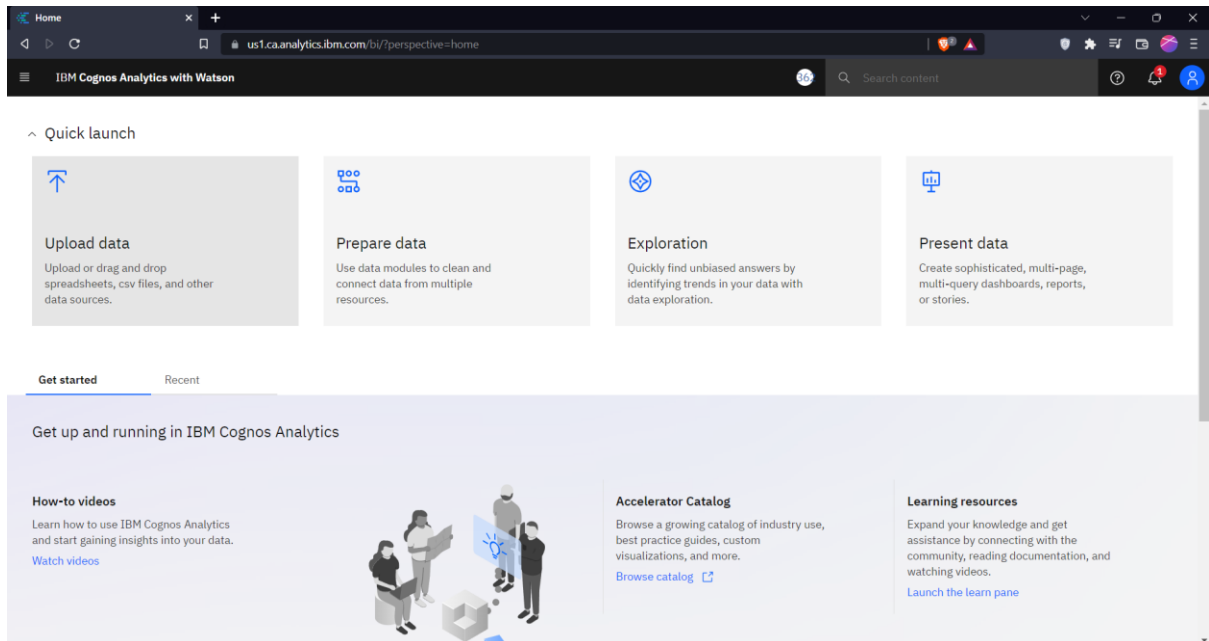 Home
us1.ca.analytics.ibm.com/bi/?perspective=home
2
IBM Cognos Analytics with Watson
Search content
1
Quick launch
Upload data
Upload or drag and drop
spreadsheets, csv files, and other
data sources.
Prepare data
Use data modules to clean and
connect data from multiple
resources.
Exploration
Quickly find unbiased answers by
identifying trends in your data with
data exploration.
Present data
Create sophisticated, multi-page,
multi-query dashboards, reports,
or stories.
Get started
Recent
Get up and running in IBM Cognos Analytics
How-to videos
Learn how to use IBM Cognos Analytics
and start gaining insights into your data.
Watch videos
Accelerator Catalog
Browse a growing catalog of industry use,
best practice guides, custom
visualizations, and more.
Browse catalog
Learning resources
Expand your knowledge and get
assistance by connecting with the
community, reading documentation, and
watching videos.
Launch the learn pane